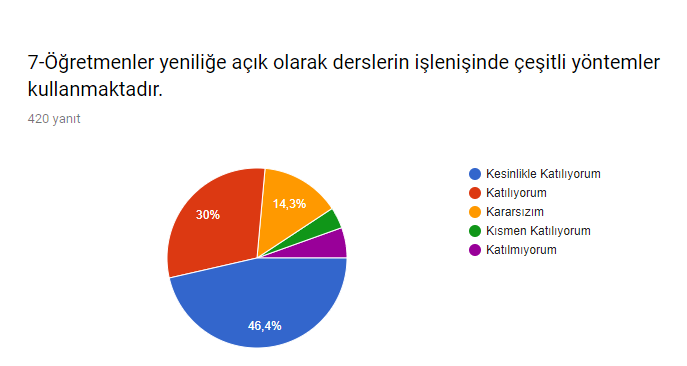 7-Öğretmenler yeniliğe açık olarak derslerin işlenişinde çeşitli yöntemler
kullanmaktadır.
420 yanıt
Kesinlikle Katılıyorum
Katılıyorum
Kararsızım
Kısmen Katılıyorum
Katılmıyorum
14,3%
30%
46,4%